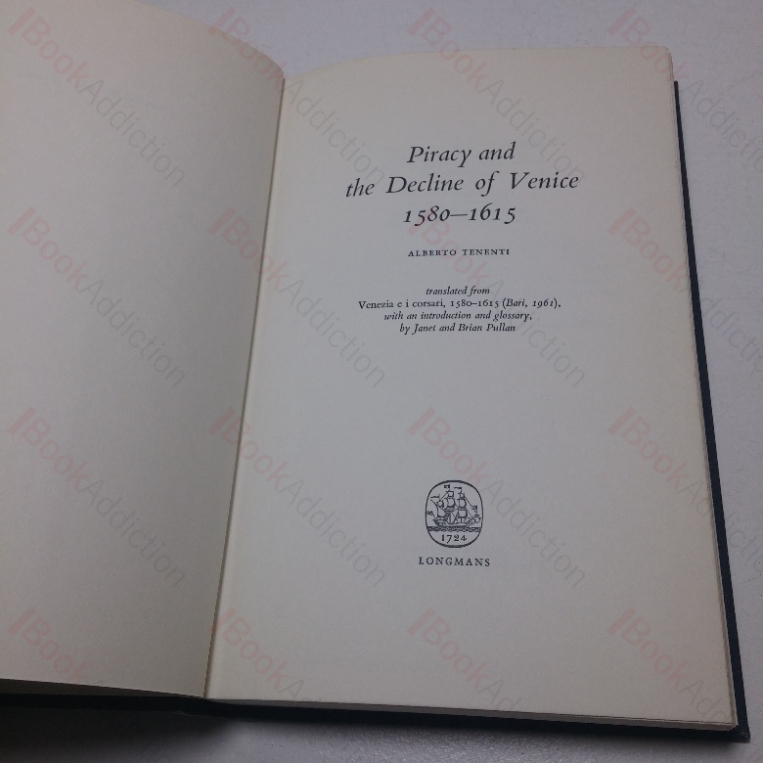 Piracy and
the Decline of Venice
1580–1615
ALBERTO TENENTI
translated from
Venezia e i corsari, 1580–1615 (Bari, 1961),
with an introduction and glossary,
by Janet and Brian Pullan
1724
LONGMANS
BookAddiction